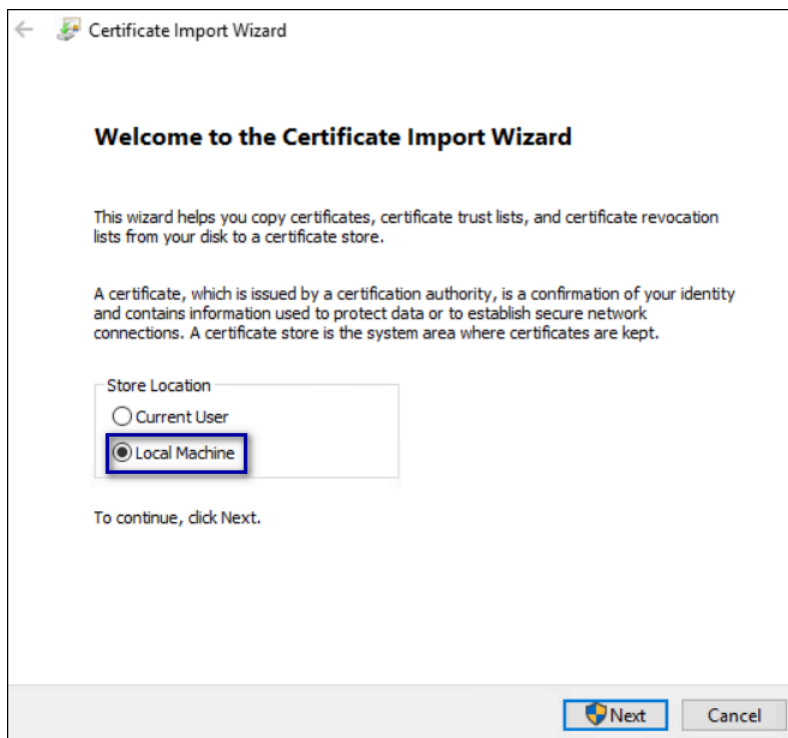 Certificate Import Wizard
Welcome to the Certificate Import Wizard
This wizard helps you copy certificates, certificate trust lists, and certificate revocation
lists from your disk to a certificate store.
A certificate, which is issued by a certification authority, is a confirmation of your identity
and contains information used to protect data or to establish secure network
connections. A certificate store is the system area where certificates are kept.
Store Location
Current User
Local Machine
To continue, click Next.
Next Cancel